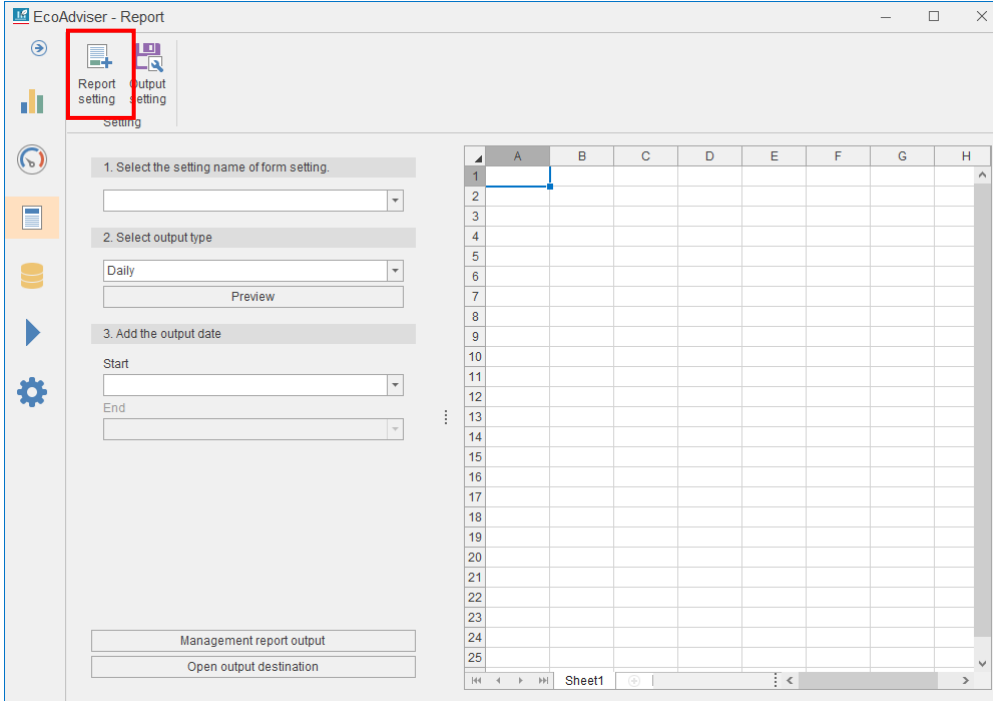 EcoAdviser - Report
Report setting
Output setting
Setting
1. Select the setting name of form setting.
2. Select output type
Daily
Preview
3. Add the output date
Start
End
Management report output
Open output destination
A B C D E F G H
1
2
3
4
5
6
7
8
9
10
11
12
13
14
15
16
17
18
19
20
21
22
23
24
25
Sheet1